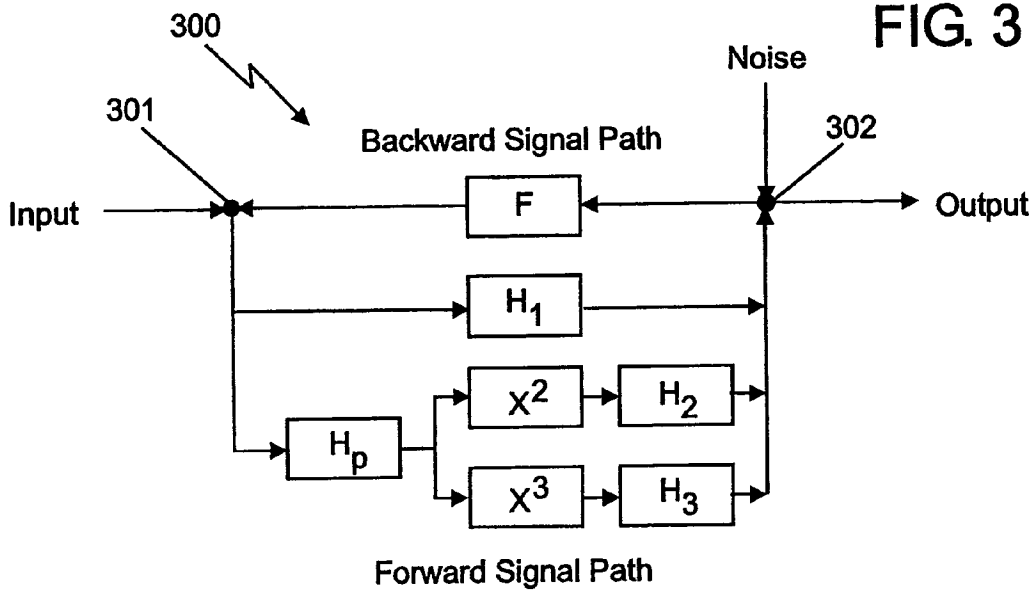 FIG. 3
300
Noise
301
302
Backward Signal Path
Input
F
Output
H1
X2
H2
Hp
X3
H3
Forward Signal Path